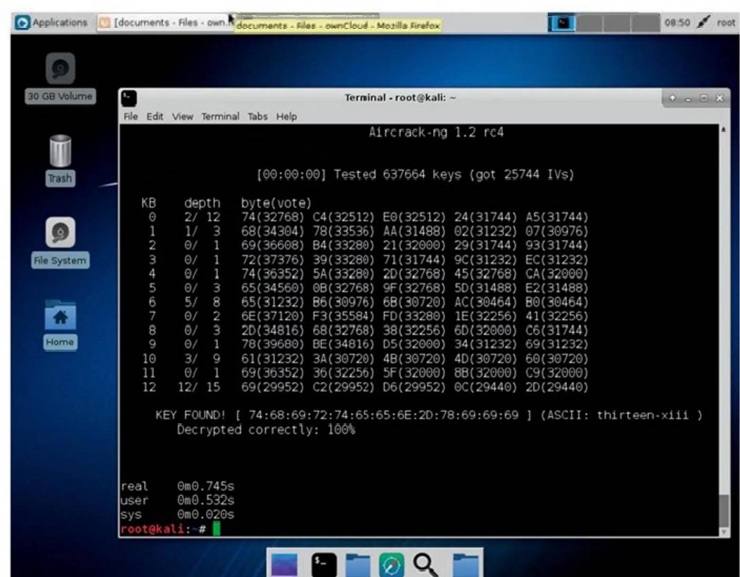 Applications [documents - Files - own. documents - Files - ownCloud - Mozilla Firefox 08:50 root
30 GB Volume
Trash
File System
Home
Terminal - root@kali: ~
File Edit View Terminal Tabs Help
Aircrack-ng 1.2 rc4
[00:00:00] Tested 637664 keys (got 25744 IVs)
KB depth byte(vote)
0 2/ 12 74(32768) C4(32512) E0(32512) 24(31744) A5(31744)
1 1/ 3 68(34304) 78(33536) AA(31488) 02(31232) 07(30976)
2 0/ 1 69(36608) B4(33280) 21(32000) 29(31744) 93(31744)
3 0/ 1 72(37376) 39(33280) 71(31744) 9C(31232) EC(31232)
4 0/ 1 74(36352) 5A(33280) 2D(32768) 45(32768) CA(32000)
5 0/ 3 65(34560) 0B(32768) 9F(32768) 5D(31488) E2(31488)
6 5/ 8 65(31232) B6(30976) 6B(30720) AC(30464) B0(30464)
7 0/ 2 6E(37120) F3(35584) FD(33280) 1E(32256) 41(32256)
8 0/ 3 2D(34816) 68(32768) 38(32256) 6D(32000) C6(31744)
9 0/ 1 78(39680) BE(34816) D5(32000) 34(31232) 69(31232)
10 3/ 9 61(31232) 3A(30720) 4B(30720) 4D(30720) 60(30720)
11 0/ 1 69(36352) 36(32256) 5F(32000) 8B(32000) C9(32000)
12 12/ 15 69(29952) C2(29952) D6(29952) 0C(29440) 2D(29440)
KEY FOUND! [ 74:68:69:72:74:65:65:6E:2D:78:69:69:69 ] (ASCII: thirteen-xiii )
Decrypted correctly: 100%
real 0m0.745s
user 0m0.532s
sys 0m0.020s
root@kali:~#